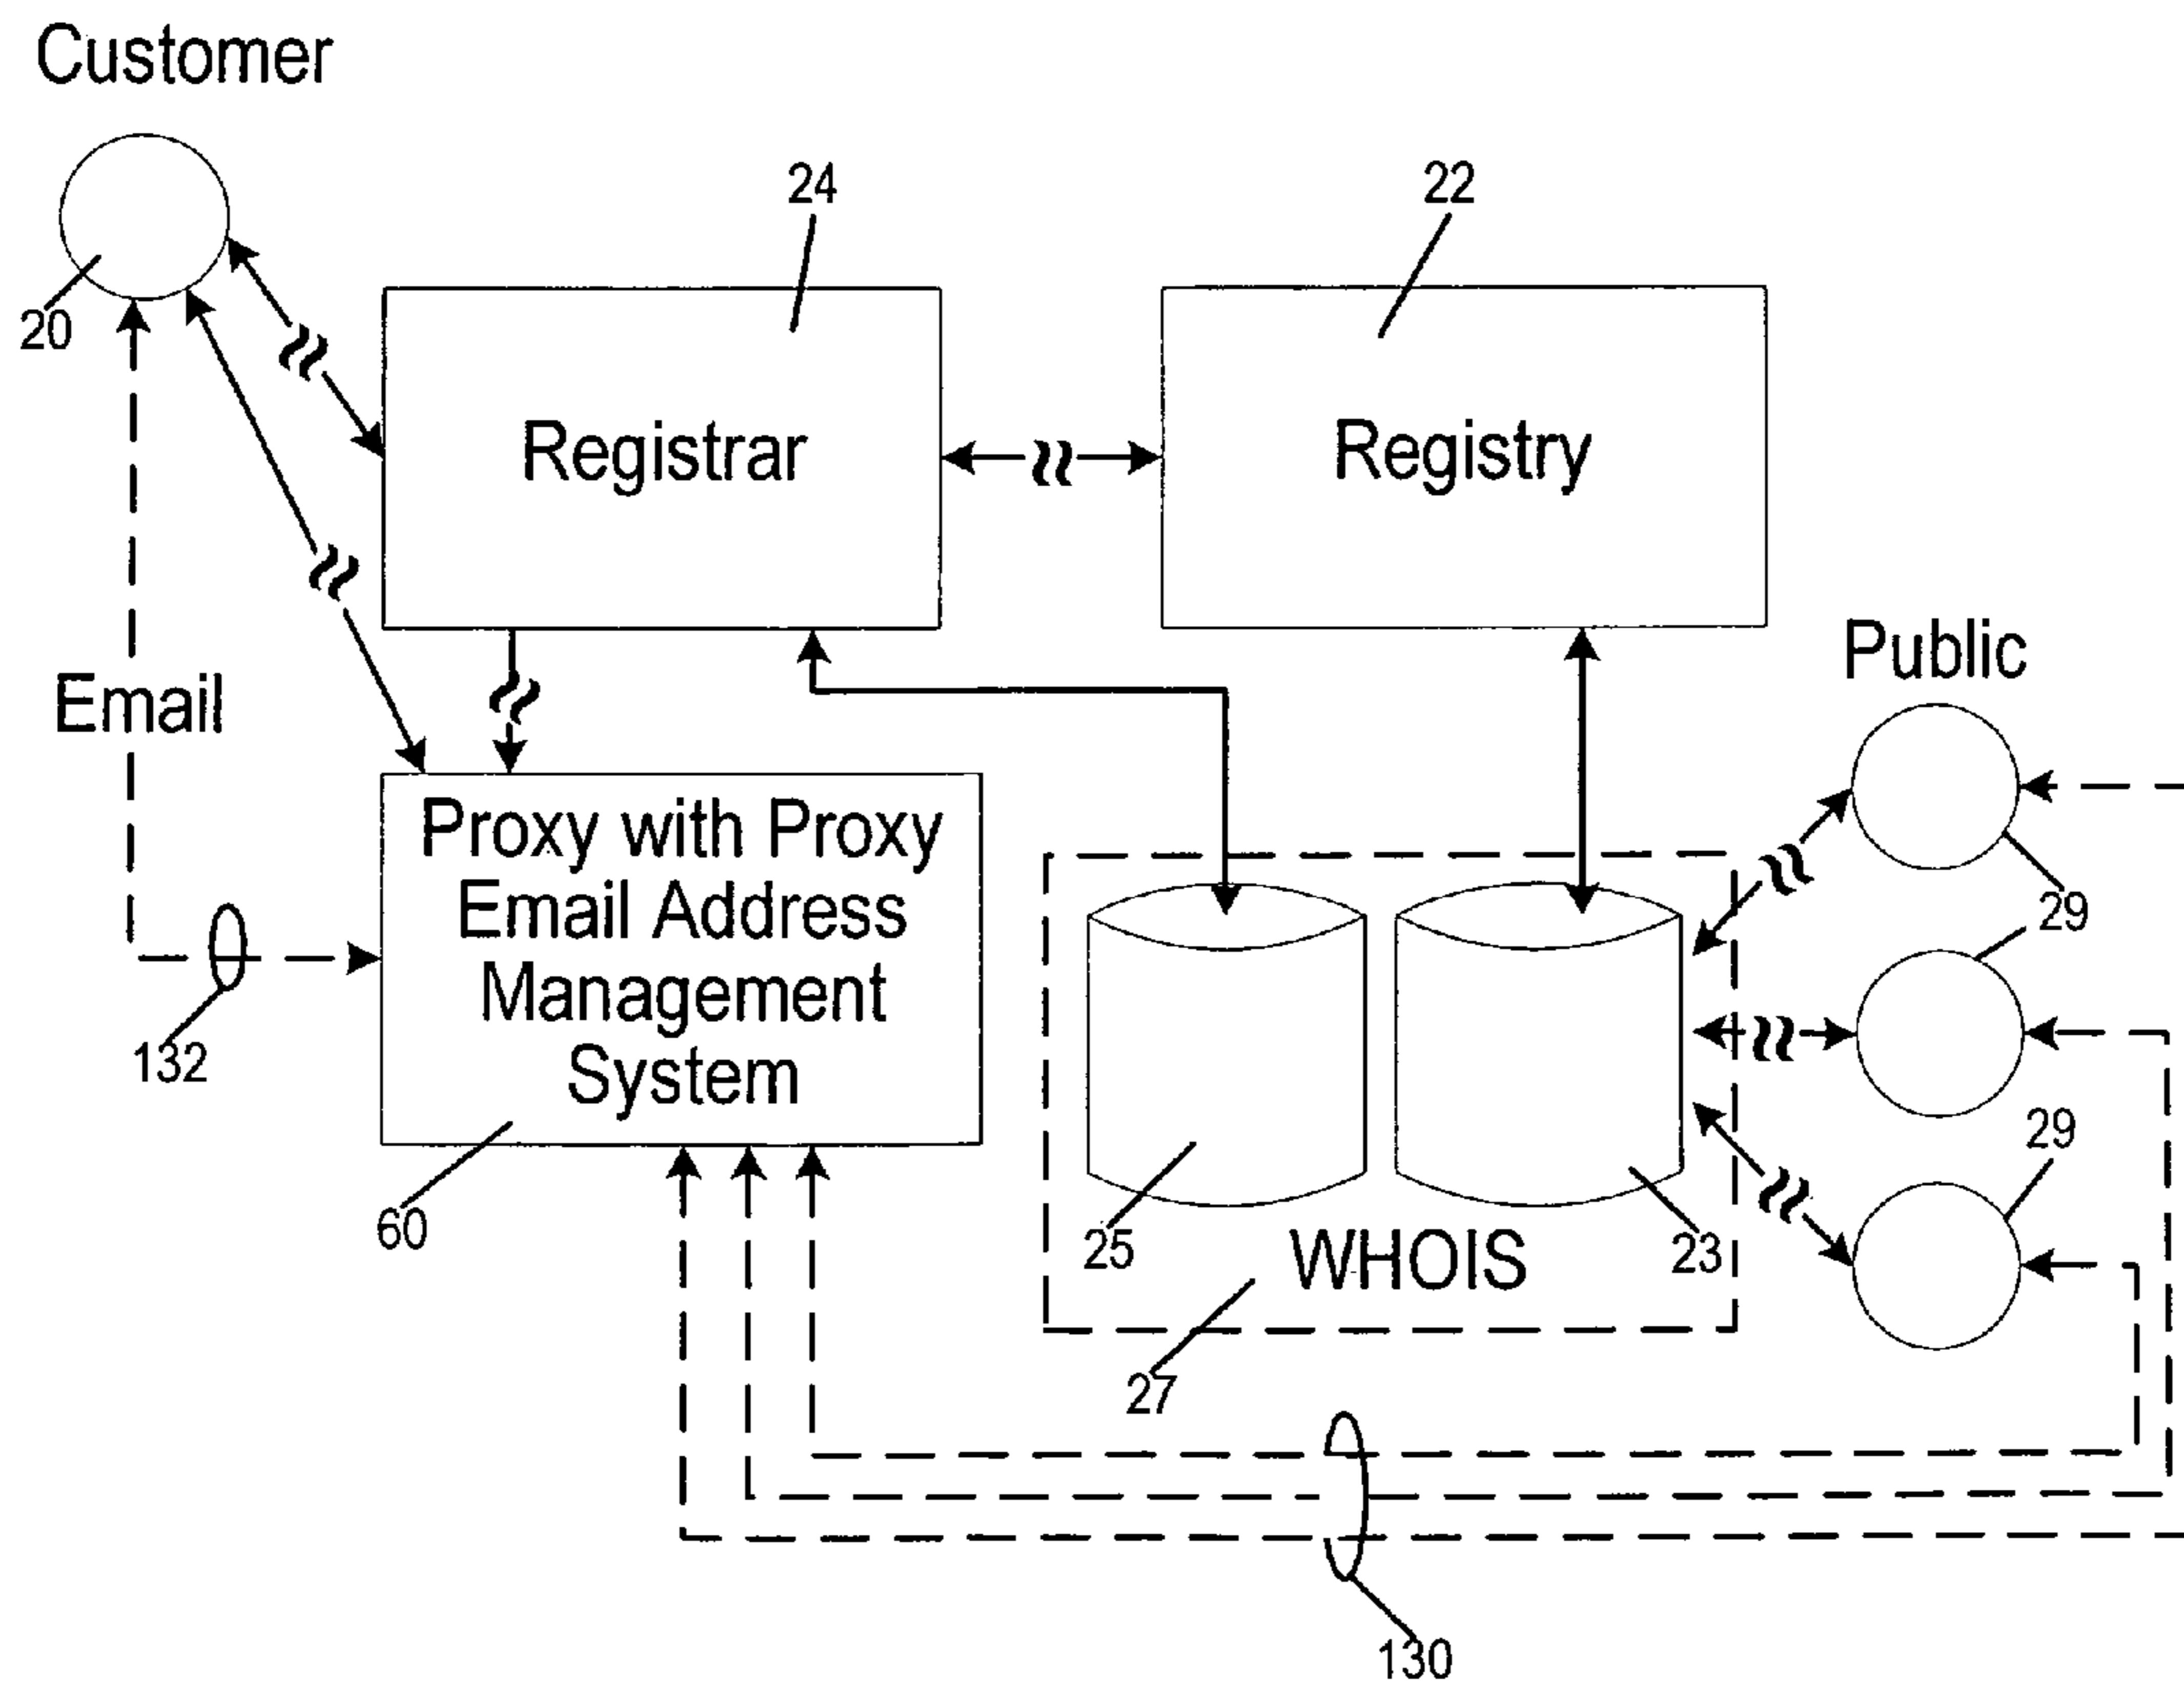 Customer
24
22
20
Registrar
Registry
Public
Email
Proxy with Proxy
Email Address
Management
System
29
132
29
60
25
WHOIS
23
27
130